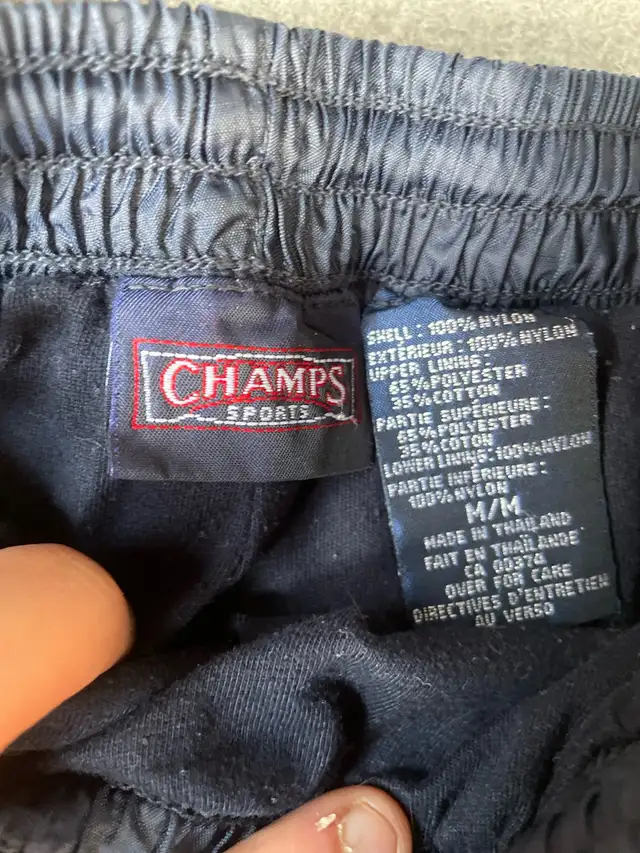 CHAMPS
SPORTS
SHELL: 100%NYLON
EXTÉRIEUR: 100%NYLON
UPPER LINING:
65%POLYESTER
35%COTTON
PARTIE SUPÉRIEURE:
65%POLYESTER
35%COTON
LOWER LINING: 100%NYLON
PARTIE INFÉRIEURE:
100%NYLON
M/M
MADE IN THAILAND
FAIT EN THAÏLANDE
CA
OVER FOR CARE
DIRECTIVES D'ENTRETIEN
AU VERSO